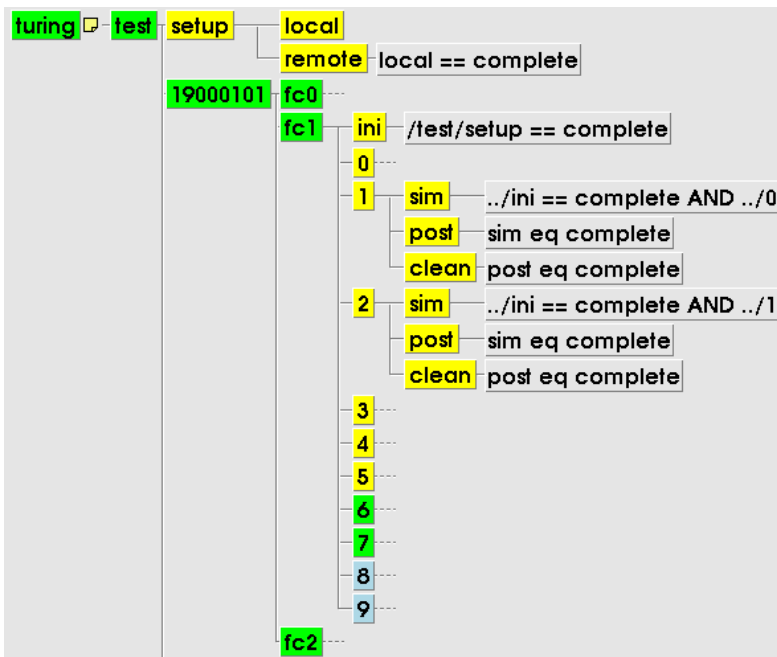 turing test setup local
remote local == complete
19000101 fc0
fc1 ini /test/setup == complete
0
1 sim ../ini == complete AND ../0
post sim eq complete
clean post eq complete
2 sim ../ini == complete AND ../1
post sim eq complete
clean post eq complete
3
4
5
6
7
8
9
fc2